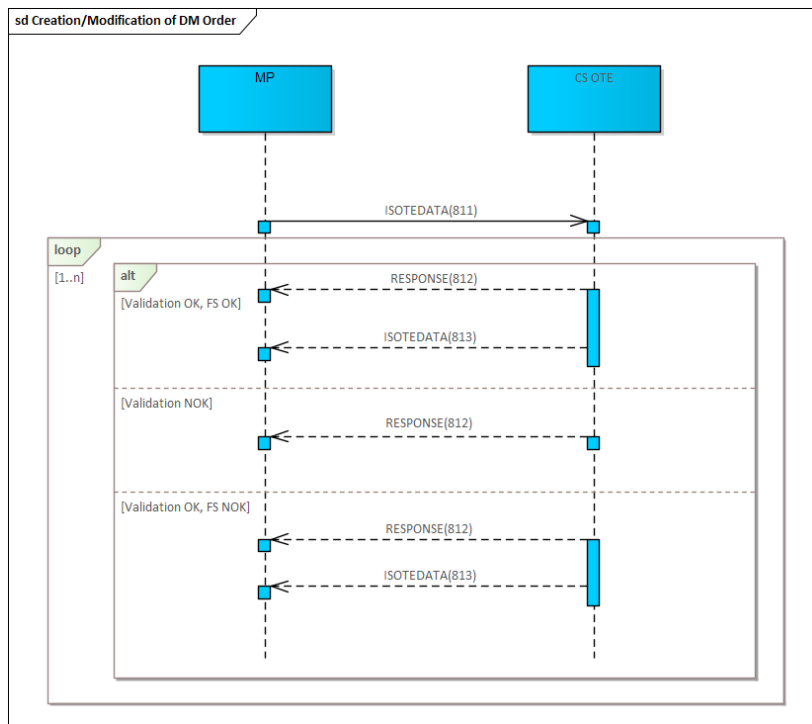 sd Creation/Modification of DM Order
MP
CS OTE
ISOTEDATA(811)
loop
[1..n]
alt
RESPONSE(812)
[Validation OK, FS OK]
ISOTEDATA(813)
[Validation NOK]
RESPONSE(812)
[Validation OK, FS NOK]
RESPONSE(812)
ISOTEDATA(813)